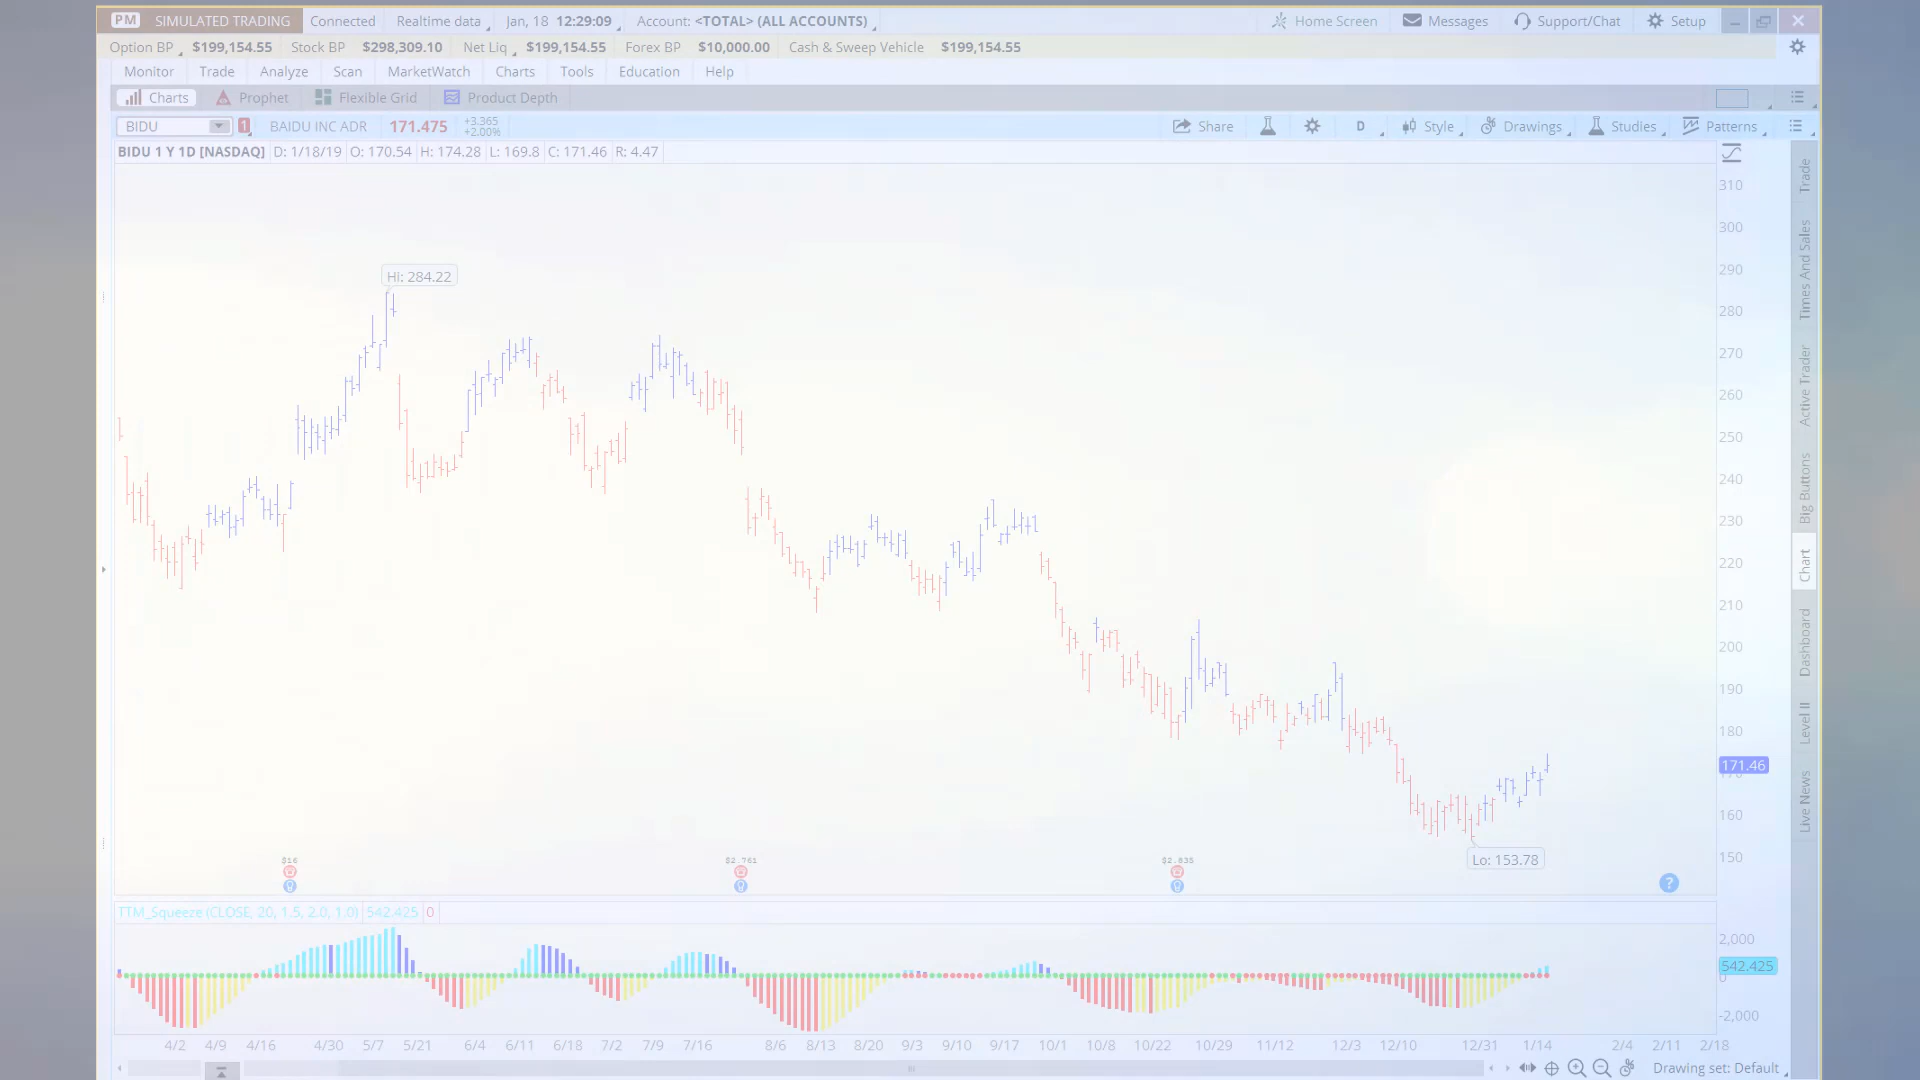 PM SIMULATED TRADING Connected Realtime data Jan, 18 12:29:09 Account: <TOTAL> (ALL ACCOUNTS) Home Screen Messages Support/Chat Setup
Option BP $199,154.55 Stock BP $298,309.10 Net Liq $199,154.55 Forex BP $10,000.00 Cash & Sweep Vehicle $199,154.55
Monitor Trade Analyze Scan MarketWatch Charts Tools Education Help
Charts Prophet Flexible Grid Product Depth
BIDU 1 BAIDU INC ADR 171.475 +3.365 +2.00% Share D Style Drawings Studies Patterns
BIDU 1 Y 1D [NASDAQ] D: 1/18/19 O: 170.54 H: 174.28 L: 169.8 C: 171.46 R: 4.47
310
300
290
Hi: 284.22
280
270
260
250
240
230
220
210
200
190
180
171.46
160
150
Lo: 153.78
$16 $2.761 $2.835
?
TTM_Squeeze (CLOSE, 20, 1.5, 2.0, 1.0) 542.425 0
2,000
542.425
0
-2,000
4/2 4/9 4/16 4/30 5/7 5/21 6/4 6/11 6/18 7/2 7/9 7/16 8/6 8/13 8/20 9/3 9/10 9/17 10/1 10/8 10/22 10/29 11/12 12/3 12/10 12/31 1/14 2/4 2/11 2/18
Drawing set: Default
Trade
Times And Sales
Active Trader
Big Buttons
Chart
Dashboard
Level II
Live News